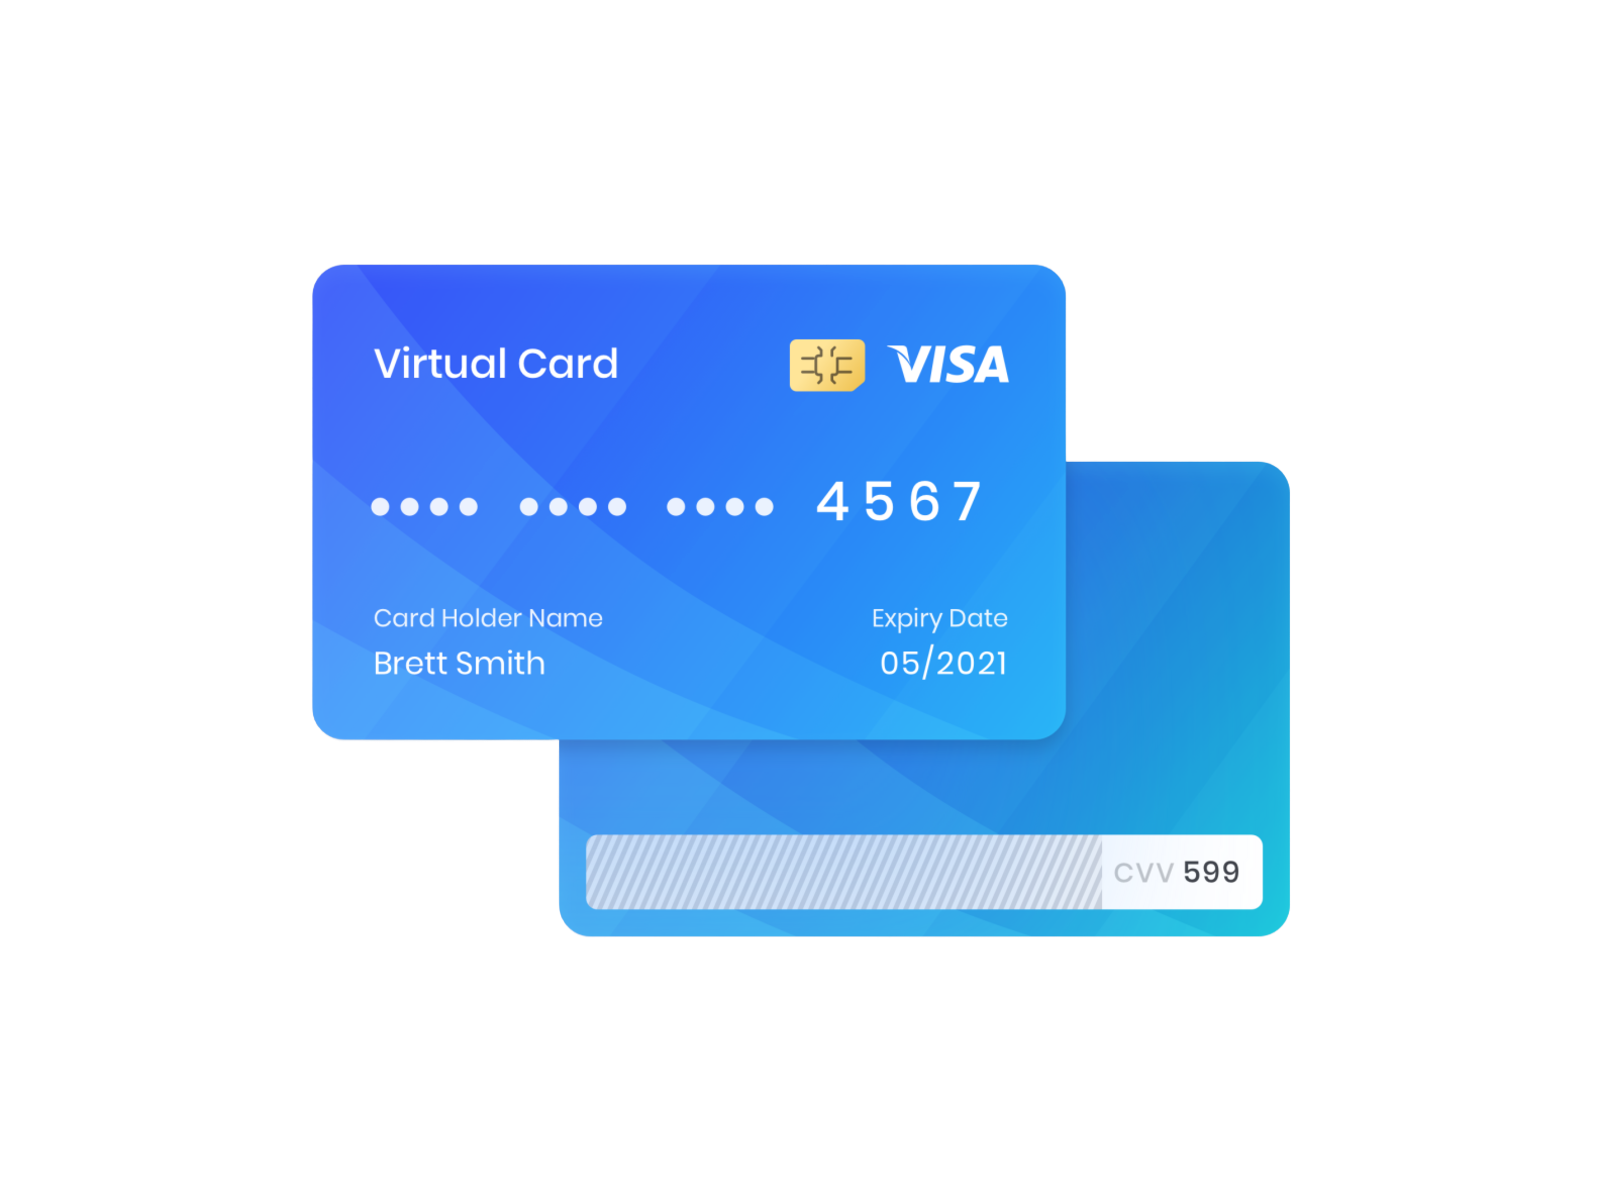 Virtual Card
VISA
•••• •••• •••• 4567
Card Holder Name
Expiry Date
Brett Smith
05/2021
CVV 599